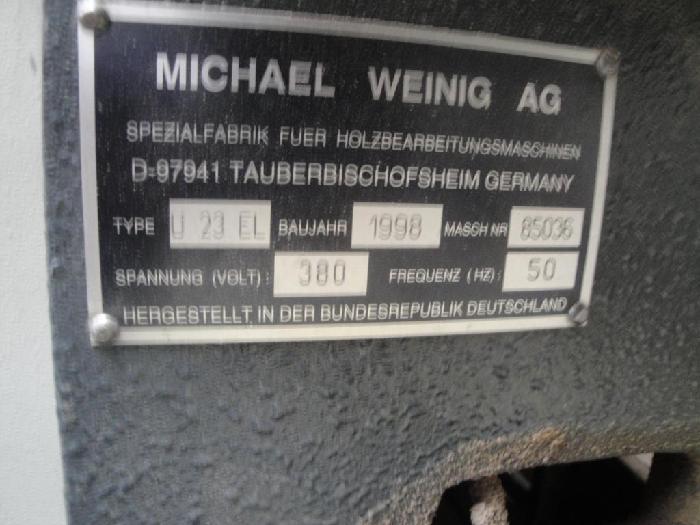 MICHAEL WEINIG AG
SPEZIALFABRIK FUER HOLZBEARBEITUNGSMASCHINEN
D-97941 TAUBERBISCHOFSHEIM GERMANY
TYPE U 23 EL BAUJAHR 1998 MASCH NR 85036
SPANNUNG (VOLT): 380 FREQUENZ (HZ): 50
HERGESTELLT IN DER BUNDESREPUBLIK DEUTSCHLAND